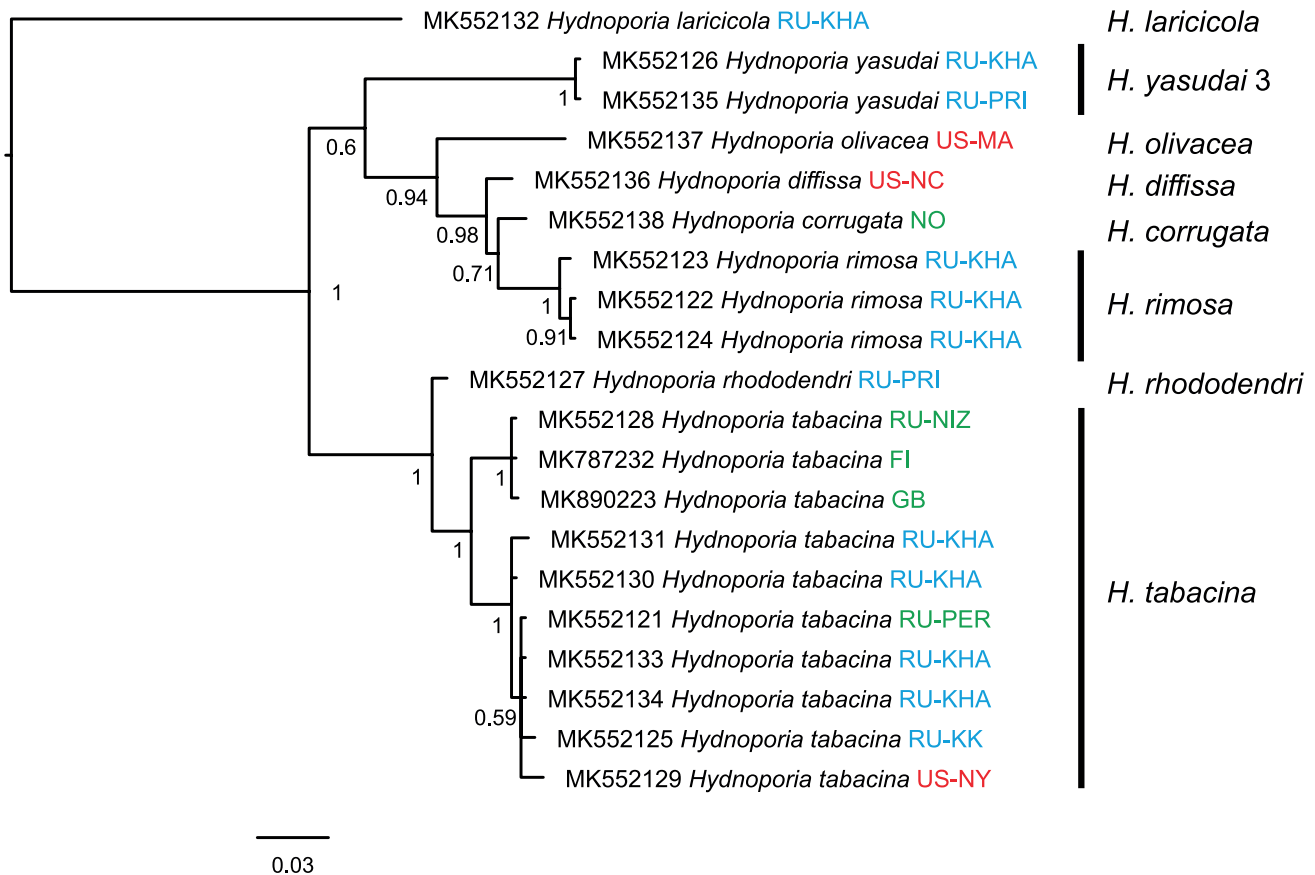 MK552132 Hydnoporia laricicola RU-KHA H. laricicola
MK552126 Hydnoporia yasudai RU-KHA
H. yasudai 3
1 MK552135 Hydnoporia yasudai RU-PRI
0.6
MK552137 Hydnoporia olivacea US-MA H. olivacea
0.94
MK552136 Hydnoporia diffissa US-NC H. diffissa
MK552138 Hydnoporia corrugata NO H. corrugata
0.98
MK552123 Hydnoporia rimosa RU-KHA
0.71
1
1 MK552122 Hydnoporia rimosa RU-KHA H. rimosa
0.91 MK552124 Hydnoporia rimosa RU-KHA
MK552127 Hydnoporia rhododendri RU-PRI H. rhododendri
MK552128 Hydnoporia tabacina RU-NIZ
1
1 MK787232 Hydnoporia tabacina FI
MK890223 Hydnoporia tabacina GB
1
MK552131 Hydnoporia tabacina RU-KHA
MK552130 Hydnoporia tabacina RU-KHA
H. tabacina
1 MK552121 Hydnoporia tabacina RU-PER
MK552133 Hydnoporia tabacina RU-KHA
MK552134 Hydnoporia tabacina RU-KHA
0.59
MK552125 Hydnoporia tabacina RU-KK
MK552129 Hydnoporia tabacina US-NY
0.03